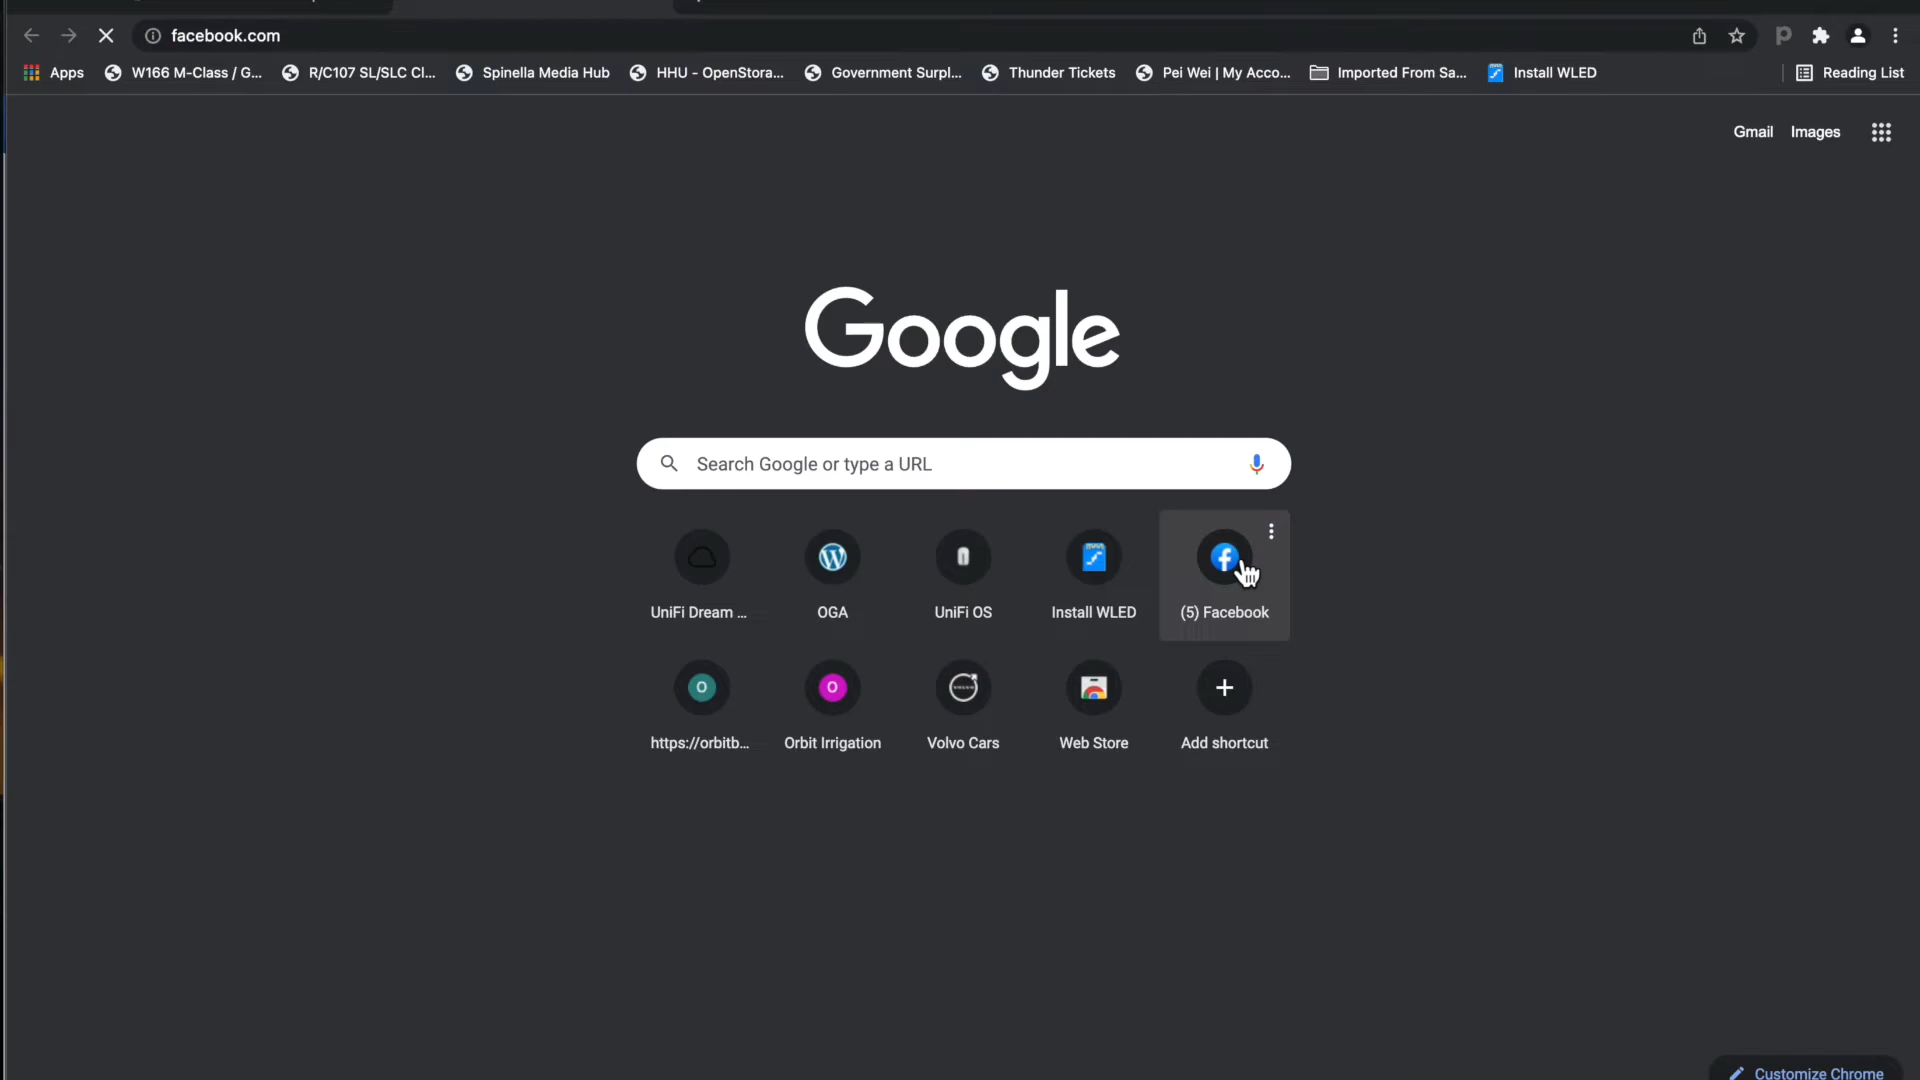 facebook.com
Apps W166 M-Class / G... R/C107 SL/SLC Cl... Spinella Media Hub HHU - OpenStora... Government Surpl... Thunder Tickets Pei Wei | My Acco... Imported From Sa... Install WLED Reading List
Gmail Images
Google
Search Google or type a URL
UniFi Dream ... OGA UniFi OS Install WLED (5) Facebook
https://orbitb... Orbit Irrigation Volvo Cars Web Store Add shortcut
Customize Chrome